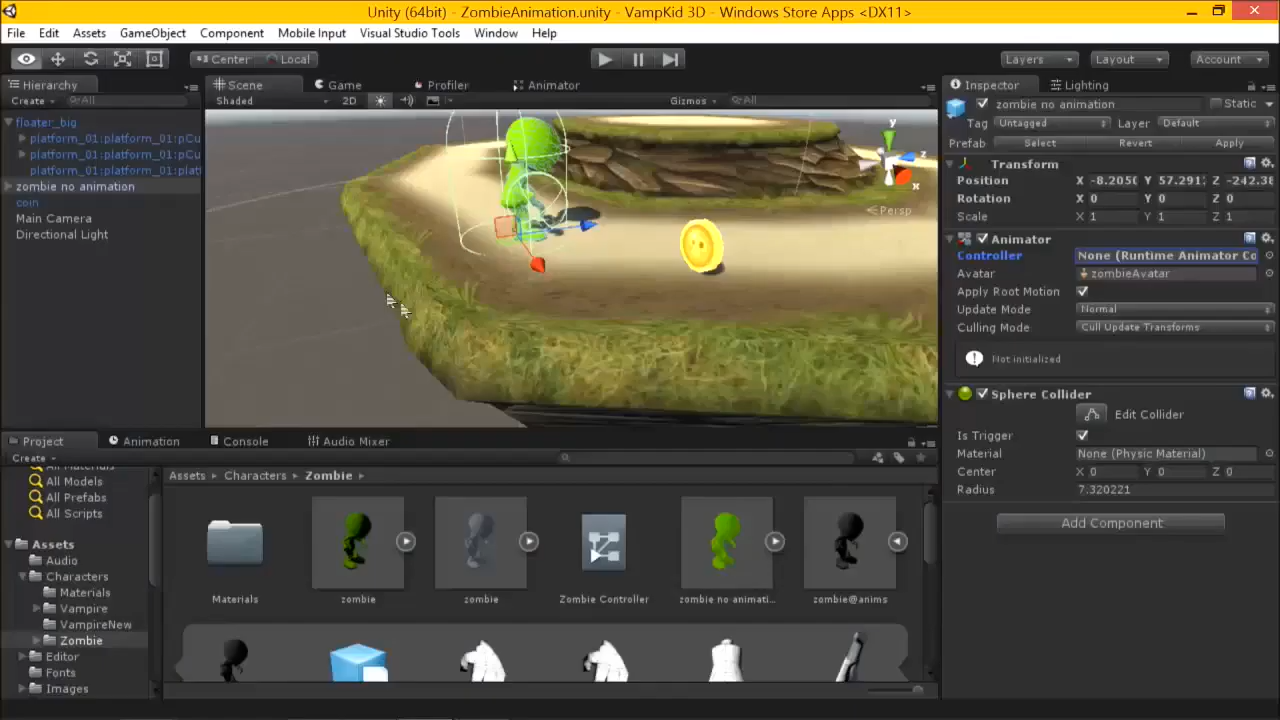 Unity (64bit) - ZombieAnimation.unity - VampKid 3D - Windows Store Apps <DX11>
File Edit Assets GameObject Component Mobile Input Visual Studio Tools Window Help
Center Local Layers Layout Account
Hierarchy
Create All
floater_big
platform_01:platform_01:pCu
platform_01:platform_01:pCu
platform_01:platform_01:plat
zombie no animation
coin
Main Camera
Directional Light
Scene Game Profiler Animator
Shaded 2D Gizmos All
y
z
x
Persp
Inspector Lighting
zombie no animation Static
Tag Untagged Layer Default
Prefab Select Revert Apply
Transform
Position X -8.2050 Y 57.291 Z -242.38
Rotation X 0 Y 0 Z 0
Scale X 1 Y 1 Z 1
Animator
Controller None (Runtime Animator Co
Avatar zombieAvatar
Apply Root Motion
Update Mode Normal
Culling Mode Cull Update Transforms
Not initialized
Sphere Collider
Edit Collider
Is Trigger
Material None (Physic Material)
Center X 0 Y 0 Z 0
Radius 7.320221
Add Component
Project Animation Console Audio Mixer
Create
All Materials
All Models
All Prefabs
All Scripts
Assets
Audio
Characters
Materials
Vampire
VampireNew
Zombie
Editor
Fonts
Images
Assets Characters Zombie
Materials zombie zombie Zombie Controller zombie no animati... zombie@anims